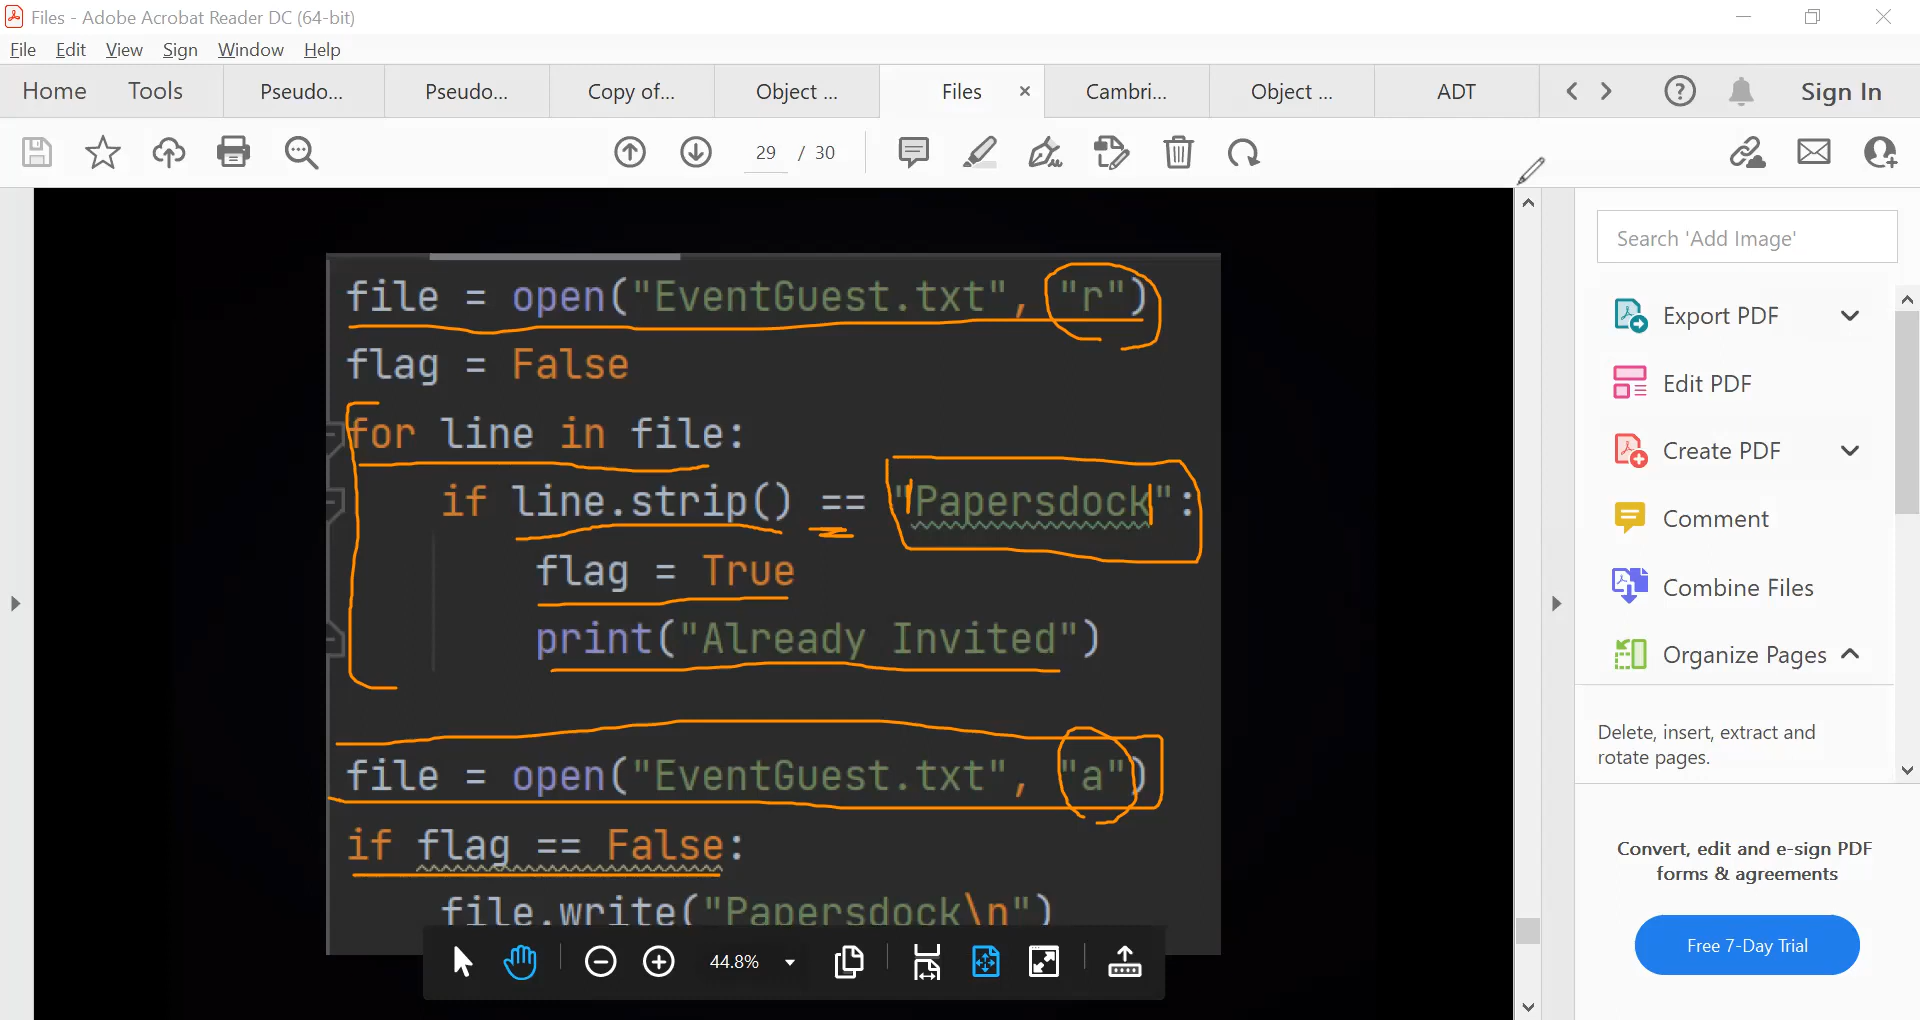 Files - Adobe Acrobat Reader DC (64-bit)
File Edit View Sign Window Help
Home Tools Pseudo... Pseudo... Copy of... Object ... Files × Cambri... Object ... ADT Sign In
29 / 30
file = open("EventGuest.txt", "r")
flag = False
for line in file:
if line.strip() == "Papersdock":
flag = True
print("Already Invited")
file = open("EventGuest.txt", "a")
if flag == False:
file.write("Papersdock\n")
44.8%
Search 'Add Image'
Export PDF
Edit PDF
Create PDF
Comment
Combine Files
Organize Pages
Delete, insert, extract and
rotate pages.
Convert, edit and e-sign PDF
forms & agreements
Free 7-Day Trial